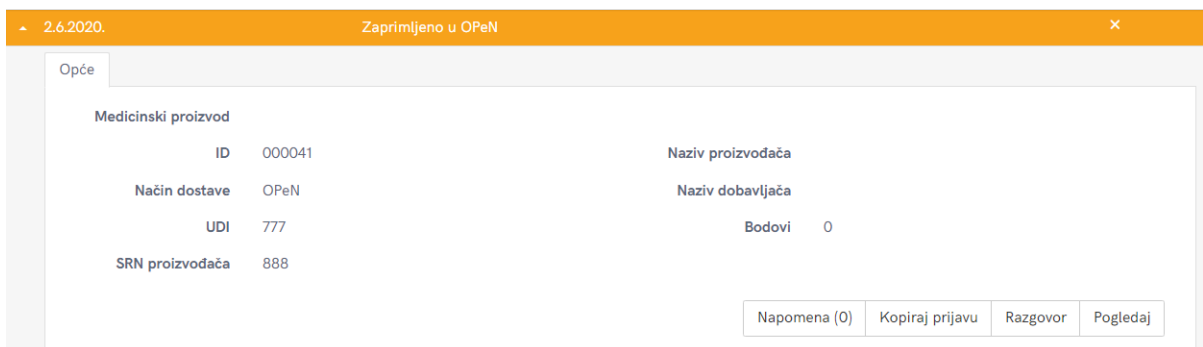 2.6.2020. Zaprimljeno u OPeN ×
Opće
Medicinski proizvod
ID 000041 Naziv proizvođača
Način dostave OPeN Naziv dobavljača
UDI 777 Bodovi 0
SRN proizvođača 888
Napomena (0) Kopiraj prijavu Razgovor Pogledaj